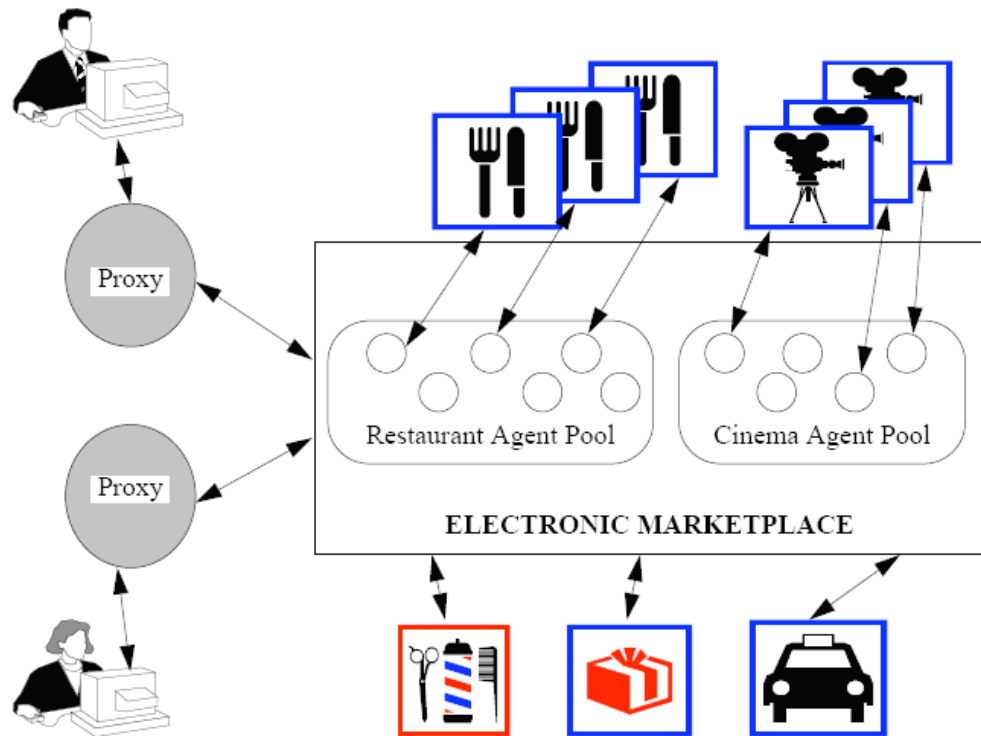 Proxy
Restaurant Agent Pool
Cinema Agent Pool
Proxy
ELECTRONIC MARKETPLACE